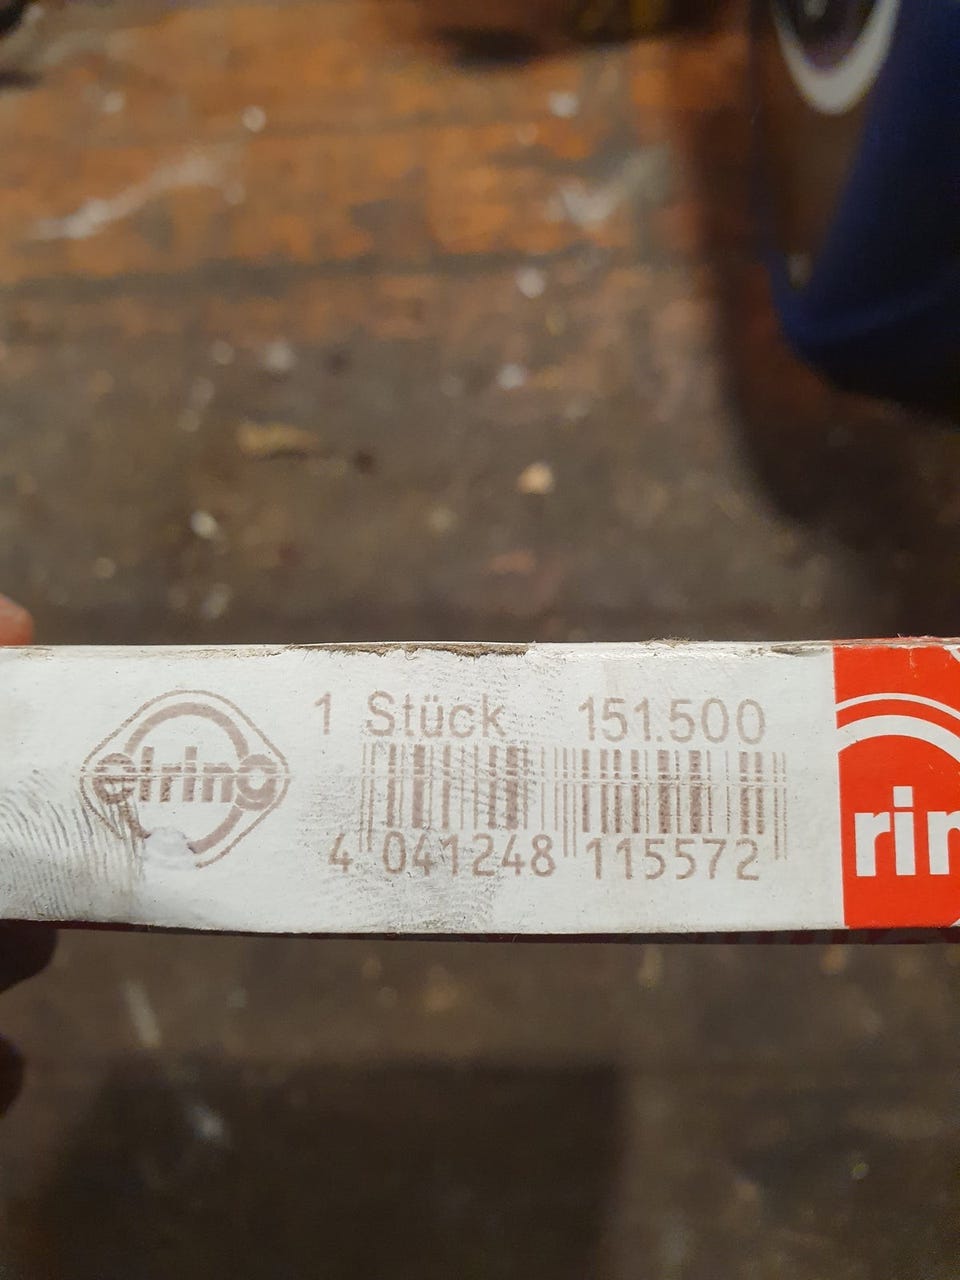 elring
1 Stück 151.500
4 041248 115572
rin